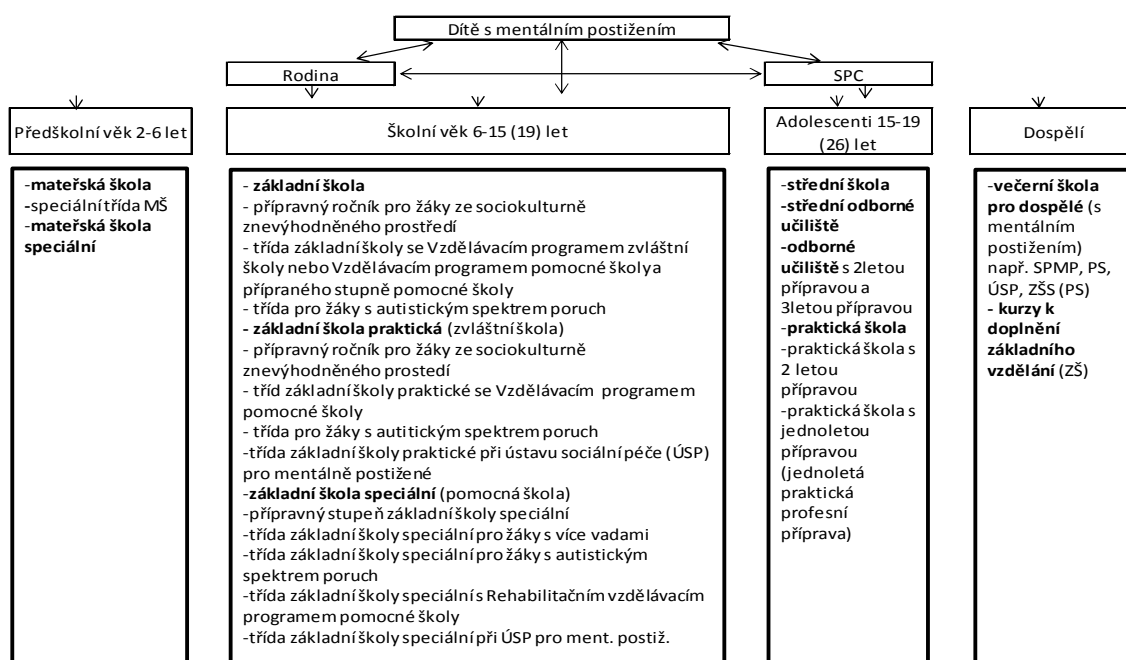 Dítě s mentálním postižením
Rodina
SPC
Předškolní věk 2-6 let
Školní věk 6-15 (19) let
Adolescenti 15-19
(26) let
Dospělí
-mateřská škola
-speciální třída MŠ
-mateřská škola
speciální
- základní škola
- přípravný ročník pro žáky ze sociokulturně
znevýhodněného prostředí
- třída základní školy se Vzdělávacím programem zvláštní
školy nebo Vzdělávacím programem pomocné školy a
přípraného stupně pomocné školy
- třída pro žáky s autistickým spektrem poruch
- základní škola praktická (zvláštní škola)
- přípravný ročník pro žáky ze sociokulturně
znevýhodněného prostedí
- tříd základní školy praktické se Vzdělávacím programem
pomocné školy
- třída pro žáky s autitickým spektrem poruch
-třída základní školy praktické při ústavu sociální péče (ÚSP)
pro mentálně postižené
-základní škola speciální (pomocná škola)
-přípravný stupeň základní školy speciální
-třída základní školy speciální pro žáky s více vadami
-třída základní školy speciální pro žáky s autistickým
spektrem poruch
-třída základní školy speciální s Rehabilitačním vzdělávacím
programem pomocné školy
-třída základní školy speciální při ÚSP pro ment. postiž.
-střední škola
-střední odborné
učiliště
-odborné
učiliště s 2letou
přípravou a
3letou přípravou
-praktická škola
-praktická škola s
2 letou
přípravou
-praktická škola s
jednoletou
přípravou
(jednoletá
praktická
profesní
příprava)
-večerní škola
pro dospělé (s
mentálním
postižením)
např. SPMP, PS,
ÚSP, ZŠS (PS)
- kurzy k
doplnění
základního
vzdělání (ZŠ)